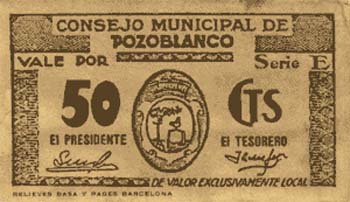 CONSEJO MUNICIPAL DE
POZOBLANCO
VALE POR Serie E
50 CTS
El PRESIDENTE El TESORERO
DE VALOR EXCLUSIVAMENTE LOCAL
RELIEVES BASA Y PAGES BARCELONA